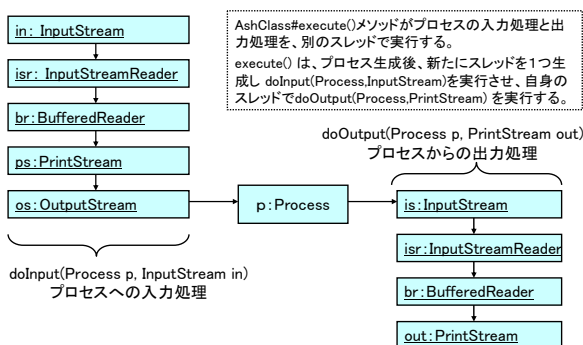 in: InputStream
isr: InputStreamReader
br:BufferedReader
ps:PrintStream
os:OutputStream
doInput(Process p, InputStream in)
プロセスへの入力処理
AshClass#execute()メソッドがプロセスの入力処理と出
力処理を、別のスレッドで実行する。
execute() は、プロセス生成後、新たにスレッドを1つ生
成し doInput(Process,InputStream)を実行させ、自身の
スレッドでdoOutput(Process,PrintStream) を実行する。
p:Process
doOutput(Process p, PrintStream out)
プロセスからの出力処理
is:InputStream
isr:InputStreamReader
br:BufferedReader
out:PrintStream